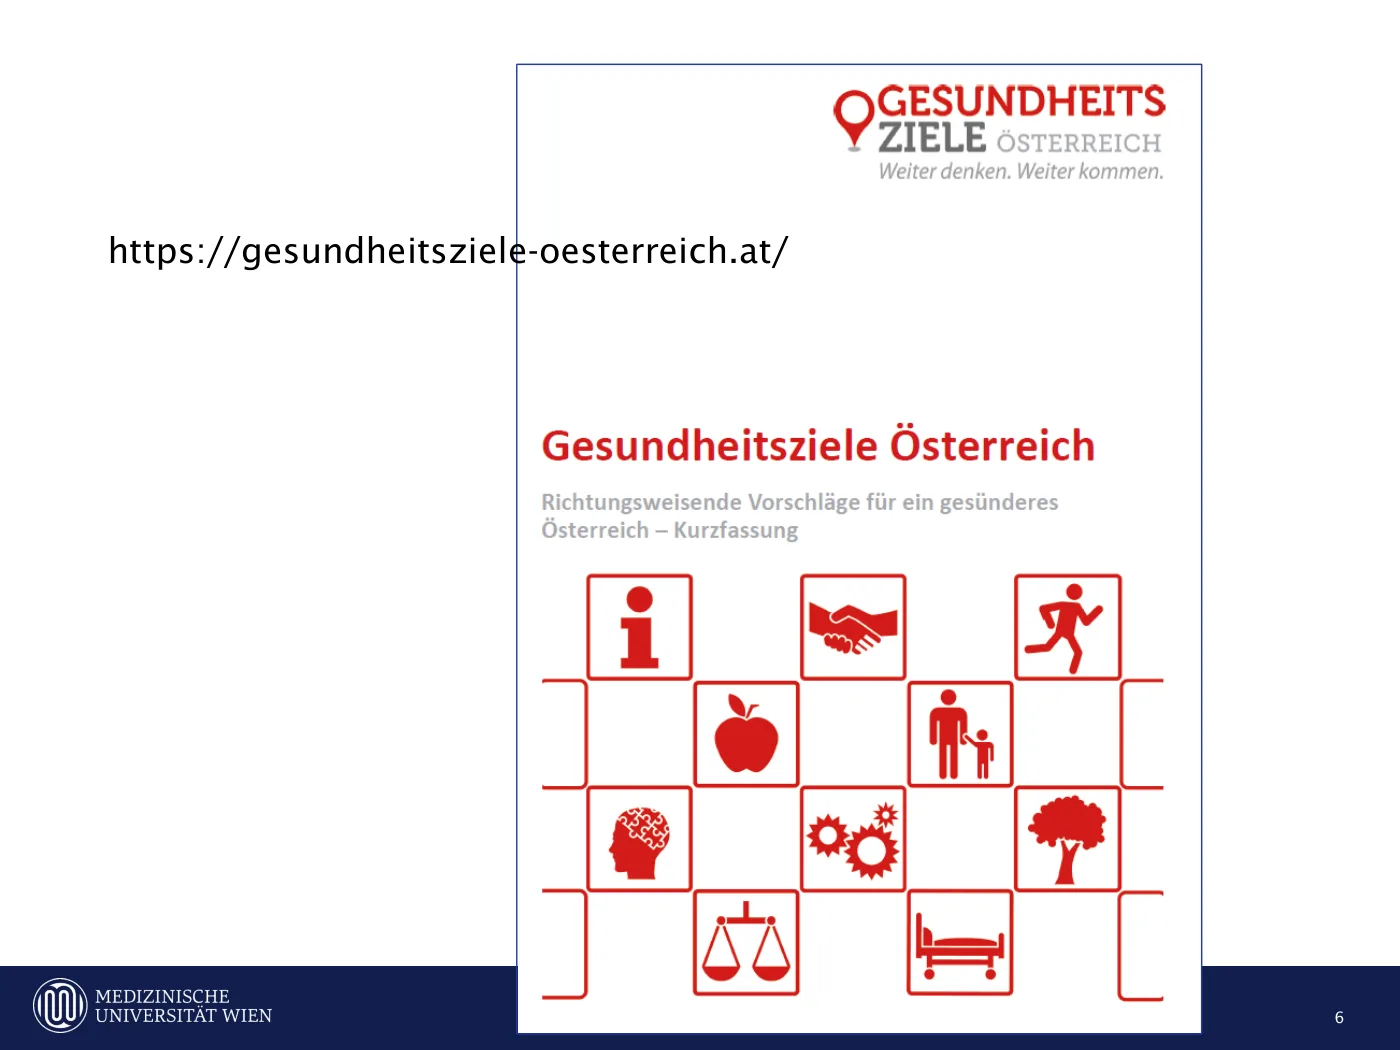 GESUNDHEITS
ZIELE ÖSTERREICH
Weiter denken. Weiter kommen.
https://gesundheitsziele-oesterreich.at/
Gesundheitsziele Österreich
Richtungsweisende Vorschläge für ein gesünderes
Österreich – Kurzfassung
MEDIZINISCHE
UNIVERSITÄT WIEN
6